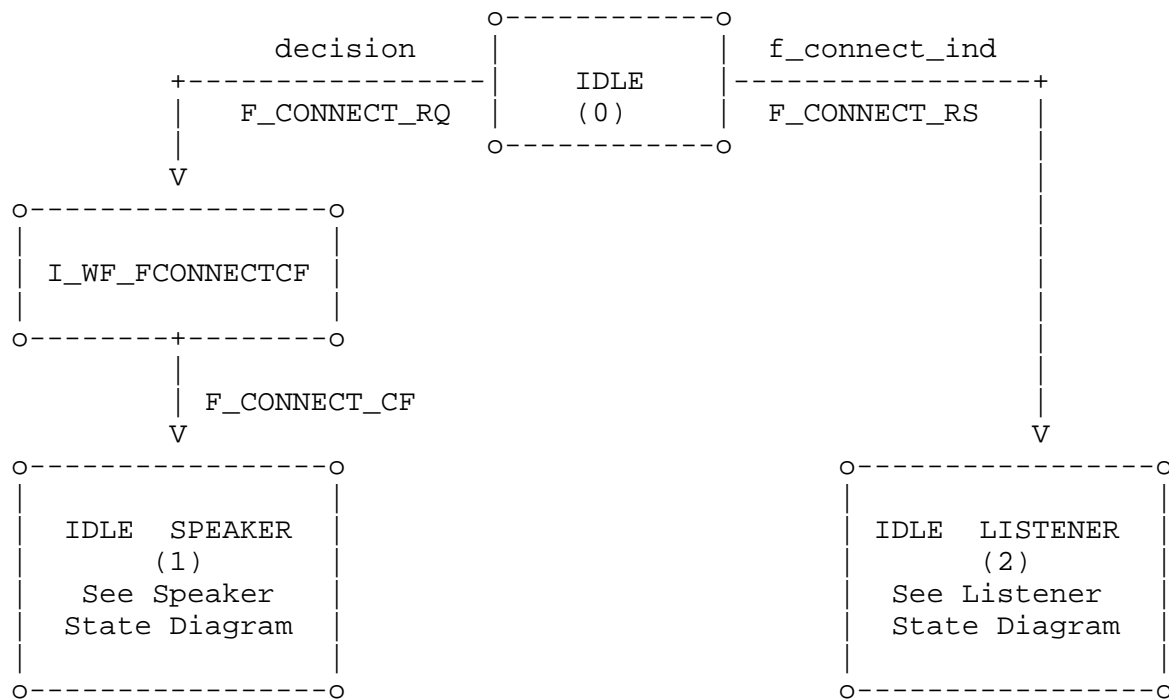 decision f_connect_ind
IDLE
F_CONNECT_RQ (0) F_CONNECT_RS
V
I_WF_FCONNECTCF
F_CONNECT_CF
V V
IDLE SPEAKER IDLE LISTENER
(1) (2)
See Speaker See Listener
State Diagram State Diagram